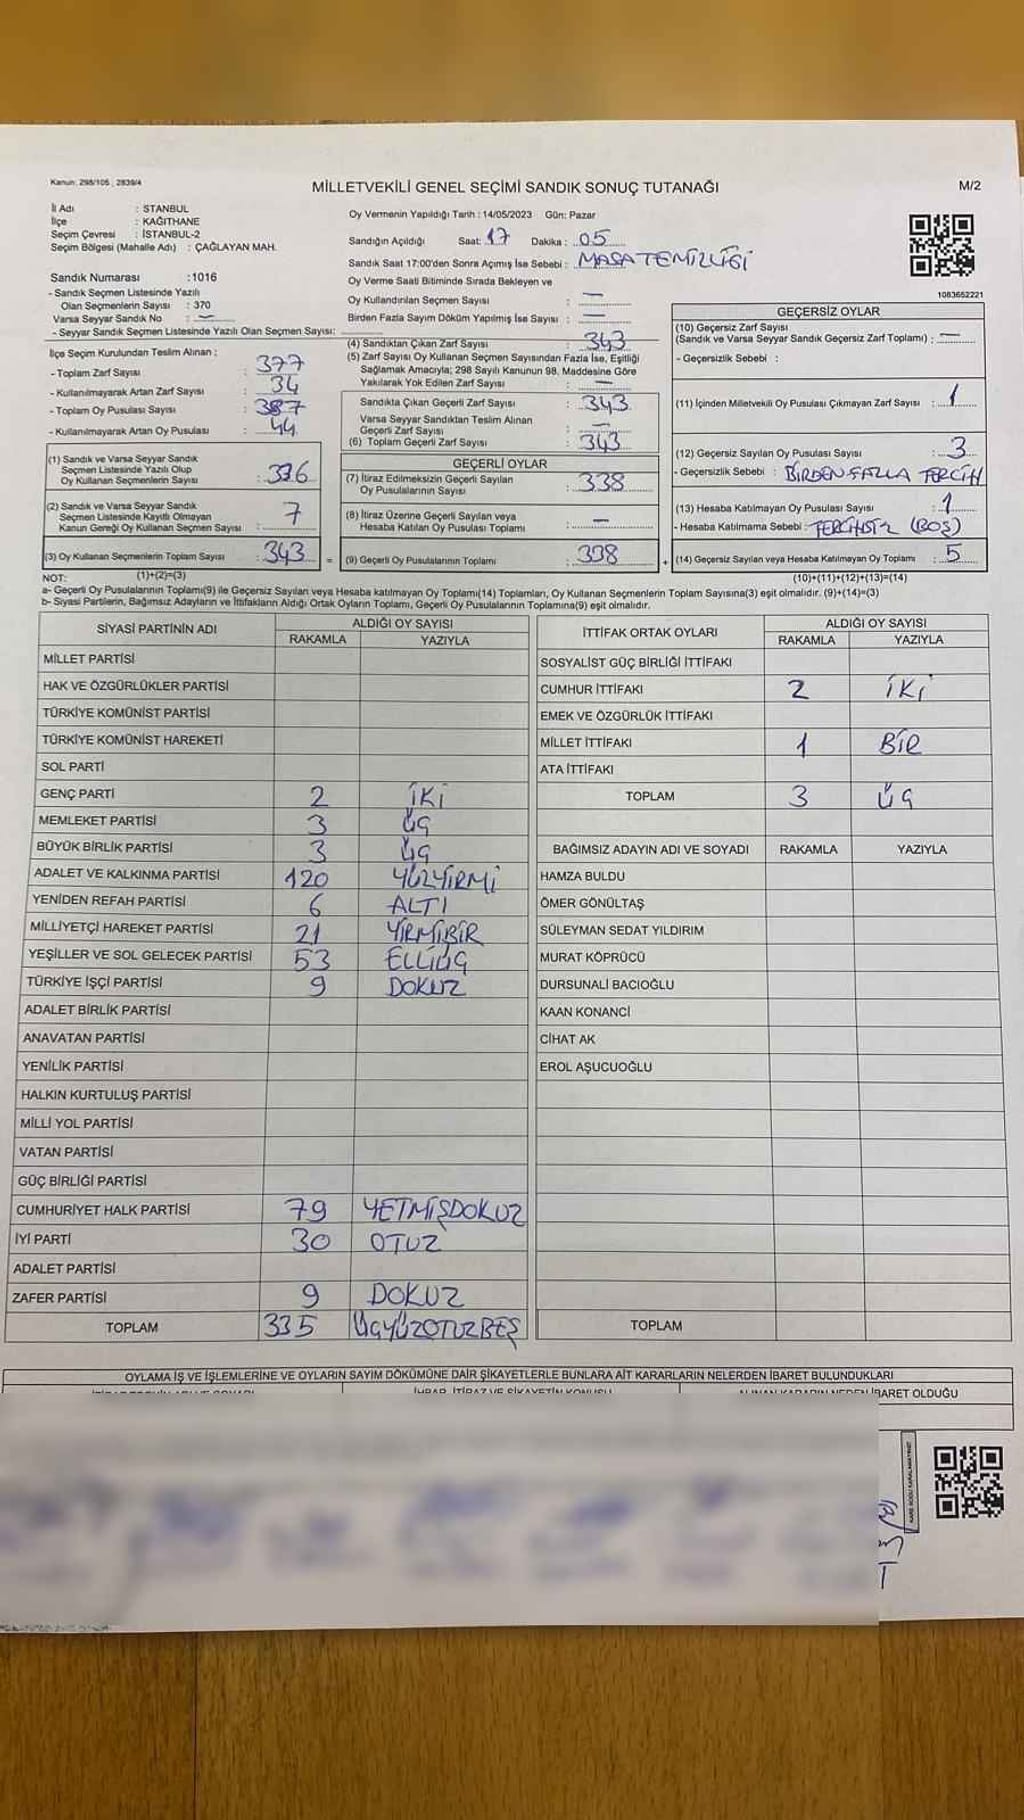 Kanun: 298/105 ; 2839/4
MİLLETVEKİLİ GENEL SEÇİMİ SANDIK SONUÇ TUTANAĞI
M/2
İl Adı : STANBUL
İlçe : KAĞITHANE
Seçim Çevresi : İSTANBUL-2
Seçim Bölgesi (Mahalle Adı) : ÇAĞLAYAN MAH.
Oy Vermenin Yapıldığı Tarih : 14/05/2023 Gün: Pazar
Sandığın Açıldığı Saat: 17 Dakika : 05
Sandık Saat 17:00'den Sonra Açımış İse Sebebi : MASA TEMİZLİĞİ
Oy Verme Saati Bitiminde Sırada Bekleyen ve
Oy Kullandırılan Seçmen Sayısı : —
Birden Fazla Sayım Döküm Yapılmış İse Sayısı : —
1083652221
Sandık Numarası :1016
- Sandık Seçmen Listesinde Yazılı
Olan Seçmenlerin Sayısı : 370
Varsa Seyyar Sandık No : —
- Seyyar Sandık Seçmen Listesinde Yazılı Olan Seçmen Sayısı:
İlçe Seçim Kurulundan Teslim Alınan :
- Toplam Zarf Sayısı : 377
- Kullanılmayarak Artan Zarf Sayısı : 34
- Toplam Oy Pusulası Sayısı : 387
- Kullanılmayarak Artan Oy Pusulası : 44
(1) Sandık ve Varsa Seyyar Sandık
Seçmen Listesinde Yazılı Olup
Oy Kullanan Seçmenlerin Sayısı : 336
(2) Sandık ve Varsa Seyyar Sandık
Seçmen Listesinde Kayıtlı Olmayan
Kanun Gereği Oy Kullanan Seçmen Sayısı : 7
(3) Oy Kullanan Seçmenlerin Toplam Sayısı : 343 =
(4) Sandıktan Çıkan Zarf Sayısı : 343
(5) Zarf Sayısı Oy Kullanan Seçmen Sayısından Fazla İse, Eşitliği
Sağlamak Amacıyla; 298 Sayılı Kanunun 98. Maddesine Göre
Yakılarak Yok Edilen Zarf Sayısı : —
Sandıkta Çıkan Geçerli Zarf Sayısı : 343
Varsa Seyyar Sandıktan Teslim Alınan
Geçerli Zarf Sayısı : —
(6) Toplam Geçerli Zarf Sayısı : 343
GEÇERLİ OYLAR
(7) İtiraz Edilmeksizin Geçerli Sayılan
Oy Pusulalarının Sayısı : 338
(8) İtiraz Üzerine Geçerli Sayılan veya
Hesaba Katılan Oy Pusulası Toplamı : —
(9) Geçerli Oy Pusulalarının Toplamı : 338 +
GEÇERSİZ OYLAR
(10) Geçersiz Zarf Sayısı
(Sandık ve Varsa Seyyar Sandık Geçersiz Zarf Toplamı) : —
- Geçersizlik Sebebi :
(11) İçinden Milletvekili Oy Pusulası Çıkmayan Zarf Sayısı : 1
(12) Geçersiz Sayılan Oy Pusulası Sayısı : 3
- Geçersizlik Sebebi : BİRDEN FAZLA TERCİH
(13) Hesaba Katılmayan Oy Pusulası Sayısı : 1
- Hesaba Katılmama Sebebi : TERCİHSİZ (BOŞ)
(14) Geçersiz Sayılan veya Hesaba Katılmayan Oy Toplamı : 5
NOT: (1)+(2)=(3)
(10)+(11)+(12)+(13)=(14)
a- Geçerli Oy Pusulalarının Toplamı(9) ile Geçersiz Sayılan veya Hesaba katılmayan Oy Toplamı(14) Toplamları, Oy Kullanan Seçmenlerin Toplam Sayısına(3) eşit olmalıdır. (9)+(14)=(3)
b- Siyasi Partilerin, Bağımsız Adayların ve İttifakların Aldığı Ortak Oyların Toplamı, Geçerli Oy Pusulalarının Toplamına(9) eşit olmalıdır.
SİYASİ PARTİNİN ADI ALDIĞI OY SAYISI
RAKAMLA YAZIYLA
MİLLET PARTİSİ
HAK VE ÖZGÜRLÜKLER PARTİSİ
TÜRKİYE KOMÜNİST PARTİSİ
TÜRKİYE KOMÜNİST HAREKETİ
SOL PARTİ
GENÇ PARTİ 2 İKİ
MEMLEKET PARTİSİ 3 ÜÇ
BÜYÜK BİRLİK PARTİSİ 3 ÜÇ
ADALET VE KALKINMA PARTİSİ 120 YÜZYİRMİ
YENİDEN REFAH PARTİSİ 6 ALTI
MİLLİYETÇİ HAREKET PARTİSİ 21 YİRMİBİR
YEŞİLLER VE SOL GELECEK PARTİSİ 53 ELLİÜÇ
TÜRKİYE İŞÇİ PARTİSİ 9 DOKUZ
ADALET BİRLİK PARTİSİ
ANAVATAN PARTİSİ
YENİLİK PARTİSİ
HALKIN KURTULUŞ PARTİSİ
MİLLİ YOL PARTİSİ
VATAN PARTİSİ
GÜÇ BİRLİĞİ PARTİSİ
CUMHURİYET HALK PARTİSİ 79 YETMİŞDOKUZ
İYİ PARTİ 30 OTUZ
ADALET PARTİSİ
ZAFER PARTİSİ 9 DOKUZ
TOPLAM 335 ÜÇYÜZOTUZBEŞ
İTTİFAK ORTAK OYLARI ALDIĞI OY SAYISI
RAKAMLA YAZIYLA
SOSYALİST GÜÇ BİRLİĞİ İTTİFAKI
CUMHUR İTTİFAKI 2 İKİ
EMEK VE ÖZGÜRLÜK İTTİFAKI
MİLLET İTTİFAKI 1 BİR
ATA İTTİFAKI
TOPLAM 3 ÜÇ
BAĞIMSIZ ADAYIN ADI VE SOYADI RAKAMLA YAZIYLA
HAMZA BULDU
ÖMER GÖNÜLTAŞ
SÜLEYMAN SEDAT YILDIRIM
MURAT KÖPRÜCÜ
DURSUNALİ BACIOĞLU
KAAN KONANCİ
CİHAT AK
EROL AŞUCUOĞLU
TOPLAM
OYLAMA İŞ VE İŞLEMLERİNE VE OYLARIN SAYIM DÖKÜMÜNE DAİR ŞİKAYETLERLE BUNLARA AİT KARARLARIN NELERDEN İBARET BULUNDUKLARI
İHBAR, İTİRAZ VE ŞİKAYETİN KONUSU
ALINAN KARARIN NEDEN İBARET OLDUĞU